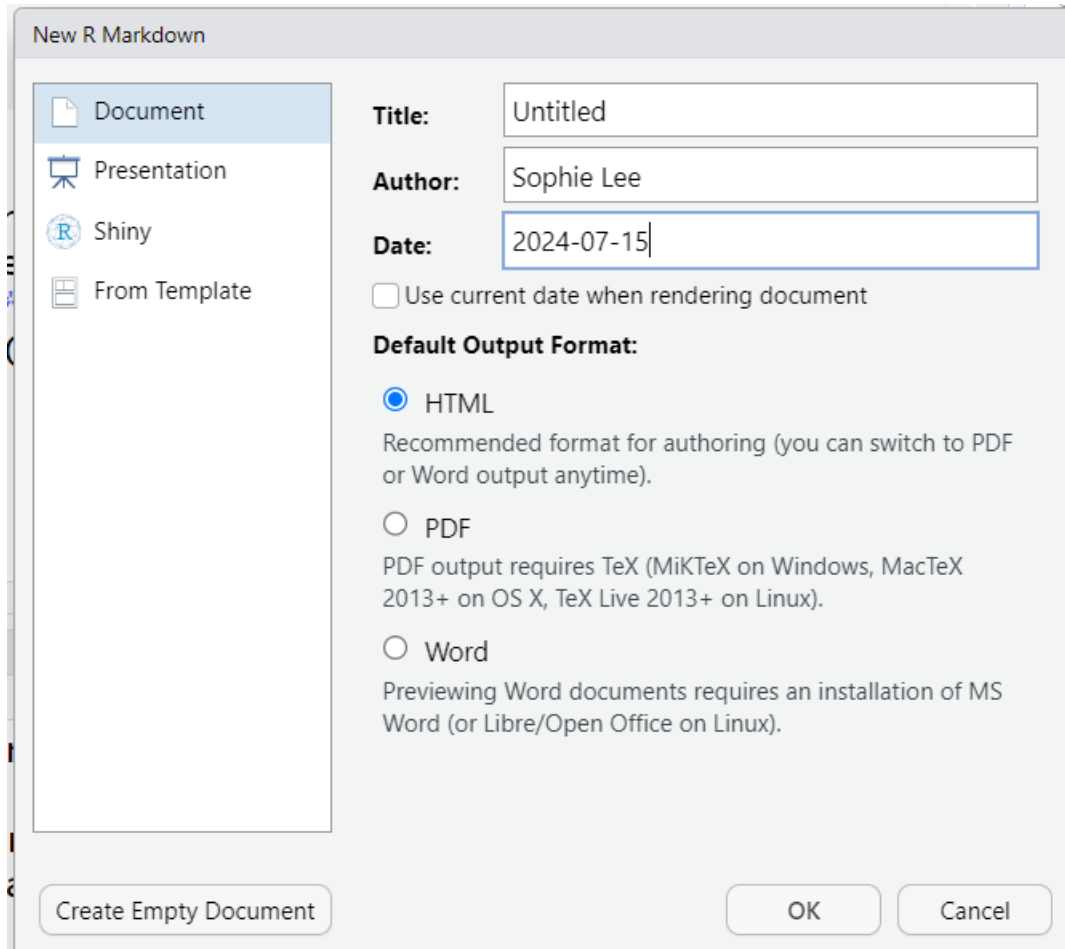 New R Markdown
Document
Presentation
Shiny
From Template
Title:
Untitled
Author:
Sophie Lee
Date:
2024-07-15
Use current date when rendering document
Default Output Format:
HTML
Recommended format for authoring (you can switch to PDF
or Word output anytime).
PDF
PDF output requires TeX (MiKTeX on Windows, MacTeX
2013+ on OS X, TeX Live 2013+ on Linux).
Word
Previewing Word documents requires an installation of MS
Word (or Libre/Open Office on Linux).
Create Empty Document
OK
Cancel